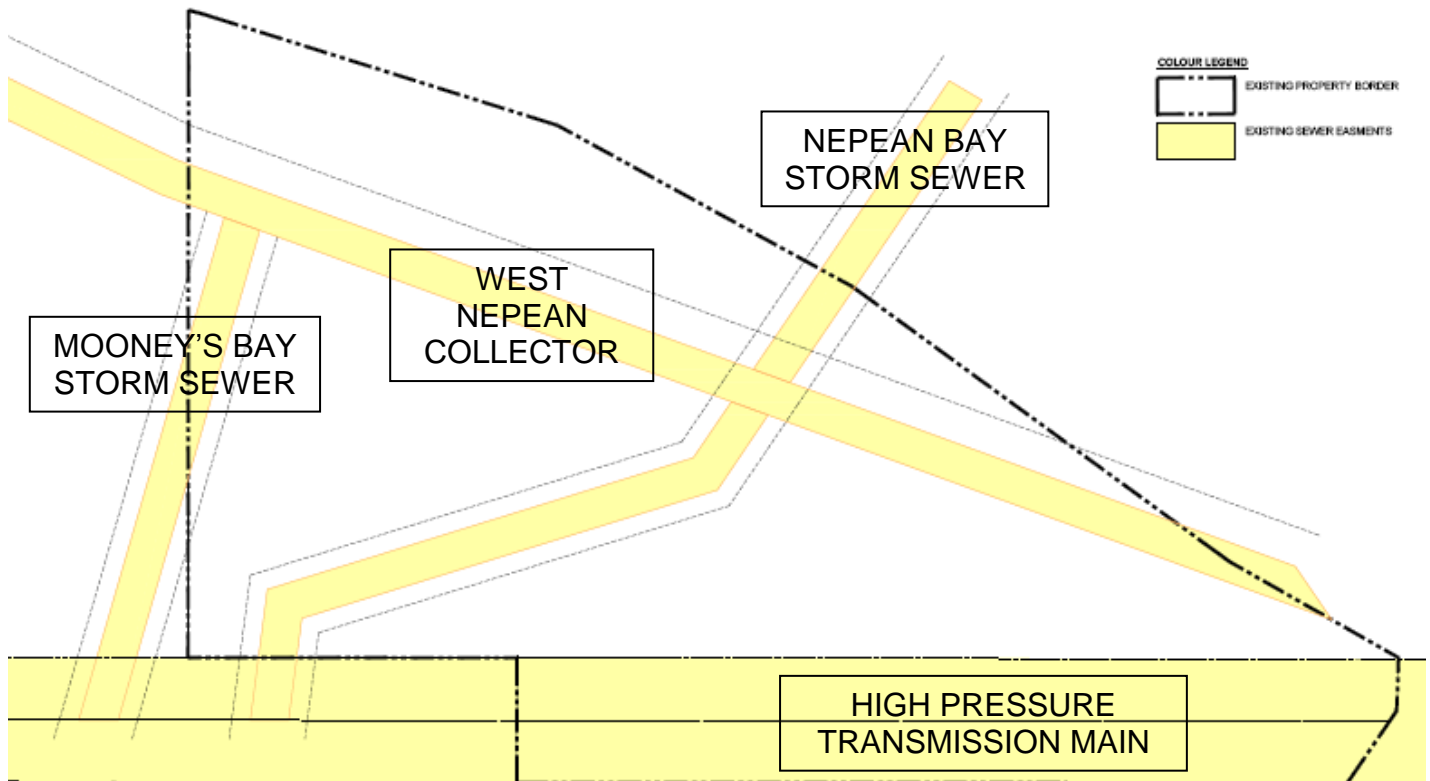 COLOUR LEGEND
EXISTING PROPERTY BORDER
EXISTING SEWER EASMENTS
NEPEAN BAY
STORM SEWER
WEST
NEPEAN
COLLECTOR
MOONEY'S BAY
STORM SEWER
HIGH PRESSURE
TRANSMISSION MAIN